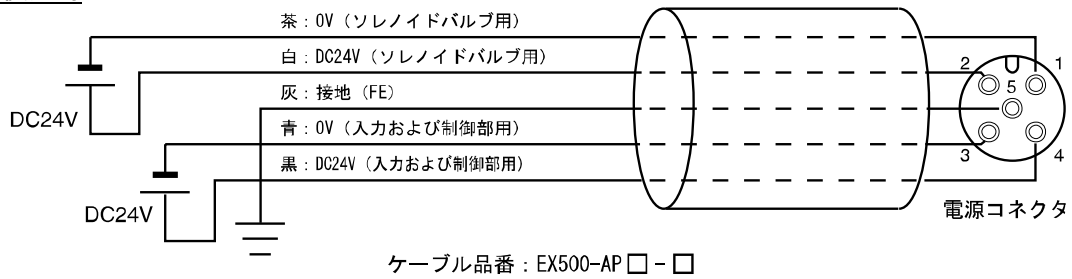 茶：0V（ソレノイドバルブ用）
白：DC24V（ソレノイドバルブ用）
灰：接地（FE）
青：0V（入力および制御部用）
黒：DC24V（入力および制御部用）
DC24V
DC24V
2
1
5
3
4
電源コネクタ
ケーブル品番：EX500-AP□-□